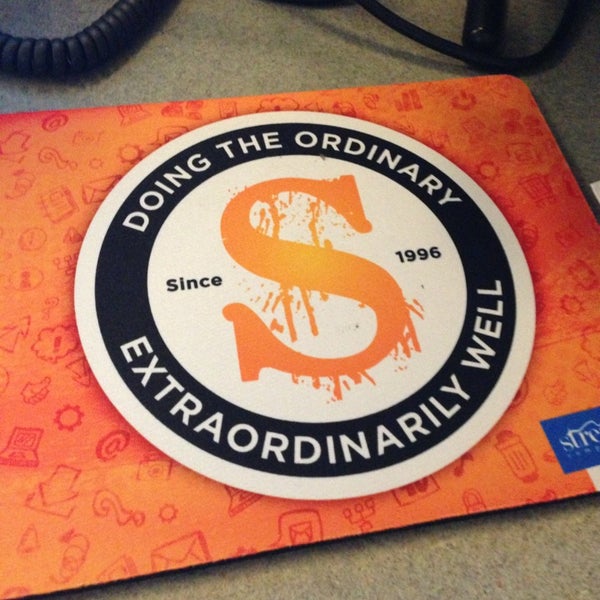 DOING THE ORDINARY
Since 1996
S
EXTRAORDINARILY WELL